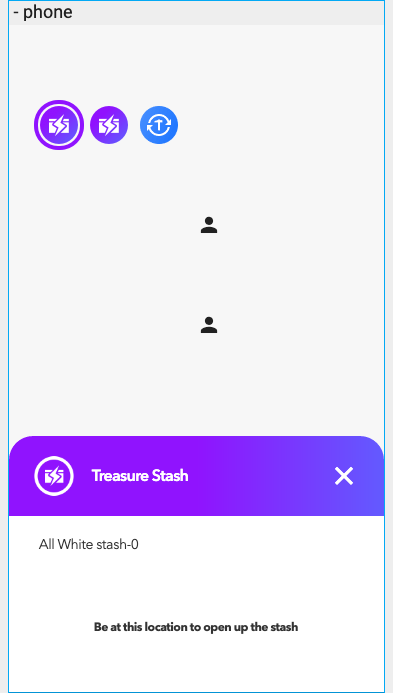 - phone
Treasure Stash
All White stash-0
Be at this location to open up the stash